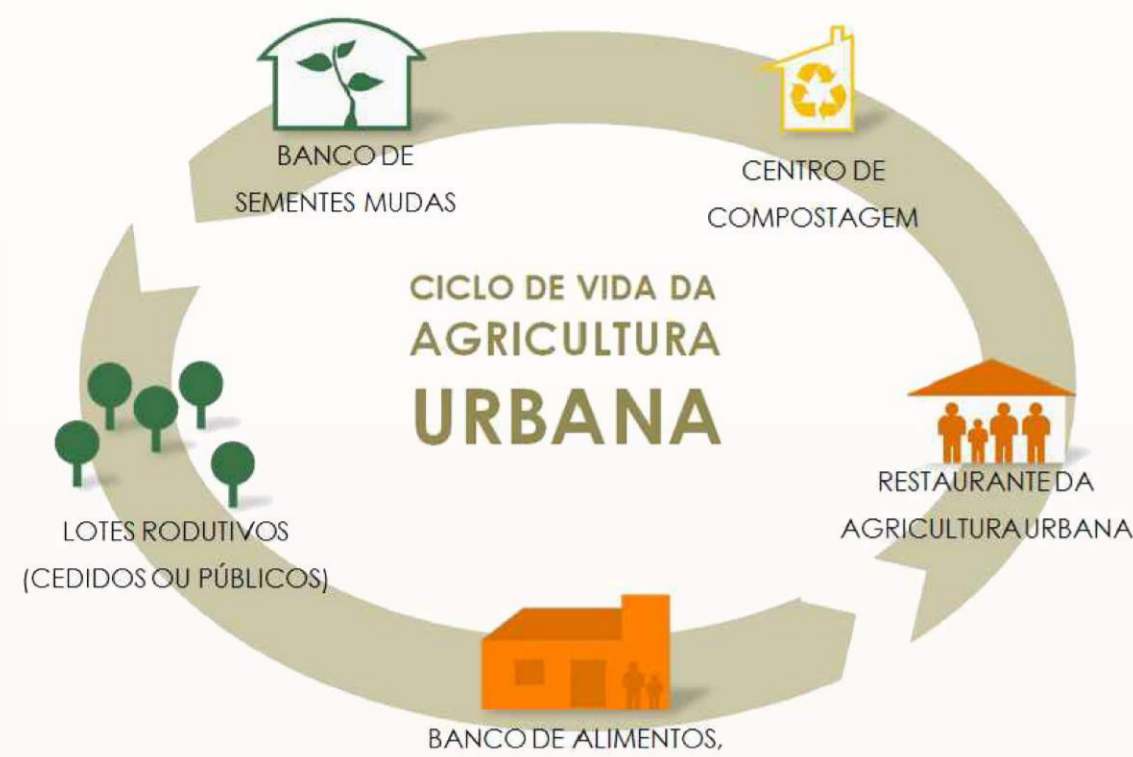 BANCO DE
SEMENTES MUDAS
CENTRO DE
COMPOSTAGEM
CICLO DE VIDA DA
AGRICULTURA
URBANA
RESTAURANTE DA
AGRICULTURA URBANA
LOTES RODUTIVOS
(CEDIDOS OU PÚBLICOS)
BANCO DE ALIMENTOS,